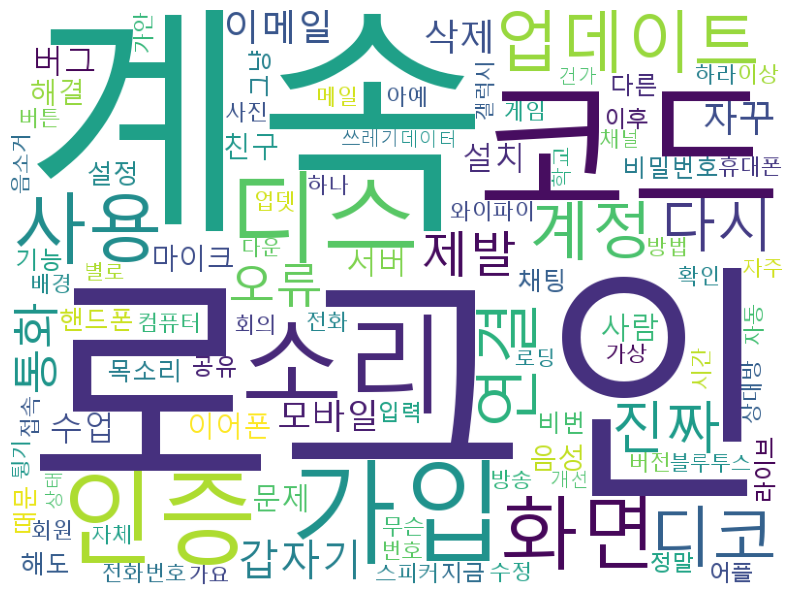 계속
로그인
코드
가입
인증
소리
디스
화면
사용
업데이트
계정
다시
디코
진짜
연결
통화
제발
오류
갑자기
이메일
삭제
자꾸
모바일
서버
설치
친구
버그
해결
버튼
설정
가안
그냥
사진
메일
아예
갤럭시
건가
다른
하라
이상
게임
이후
채널
쓰레기
데이터
학교
비밀번호
휴대폰
음소거
하나
업뎃
와이파이
방법
기능
마이크
다운
배경
별로
채팅
확인
자주
핸드폰
컴퓨터
회의
전화
사람
가상
자동
목소리
공유
로딩
시간
상대방
접속
수업
이어폰
입력
비번
음성
버전
블루투스
라이브
튕기
상태
때문
문제
방송
개선
회원
자체
무슨
번호
해도
전화번호
가요
스피커
지금
수정
정말
어플